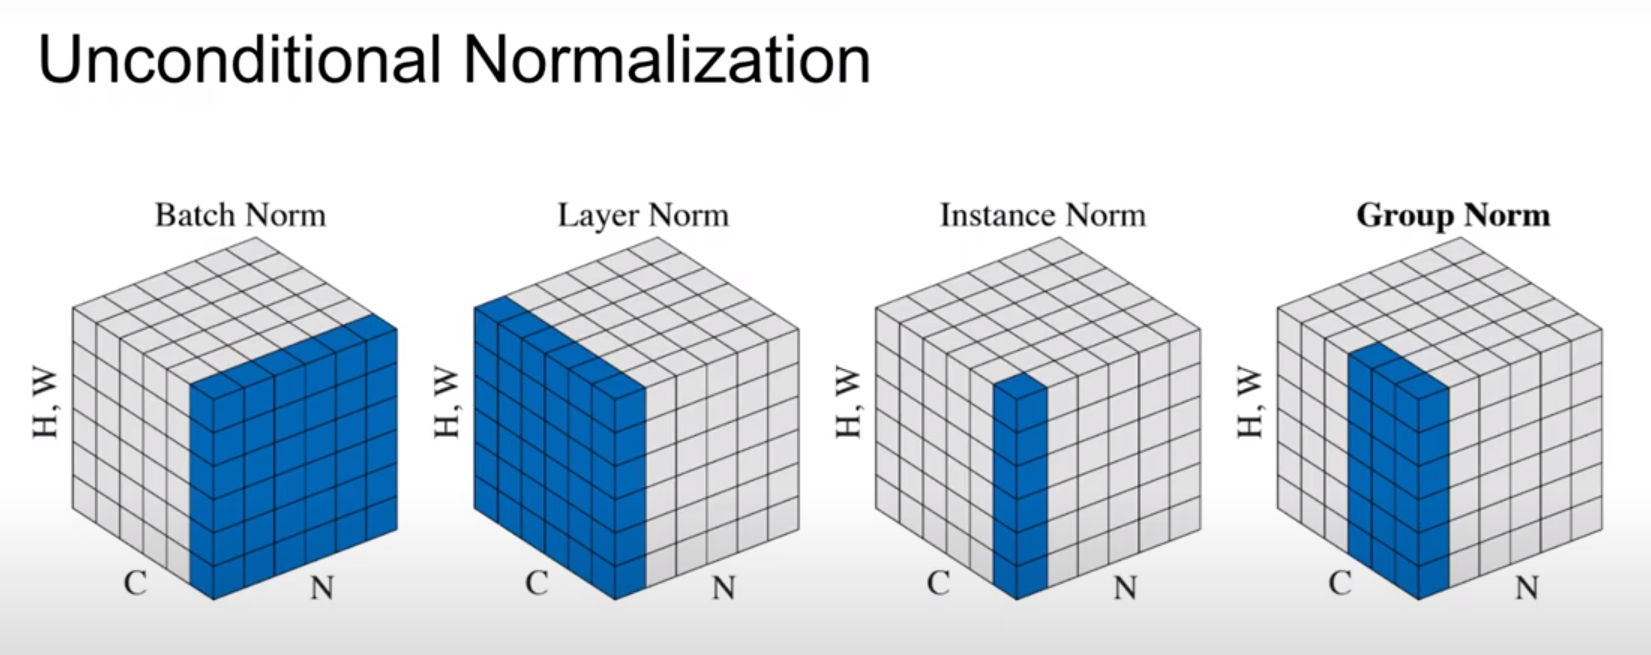 Unconditional Normalization
Batch Norm
Layer Norm
Instance Norm
Group Norm
H, W
C
N
H, W
C
N
H, W
C
N
H, W
C
N